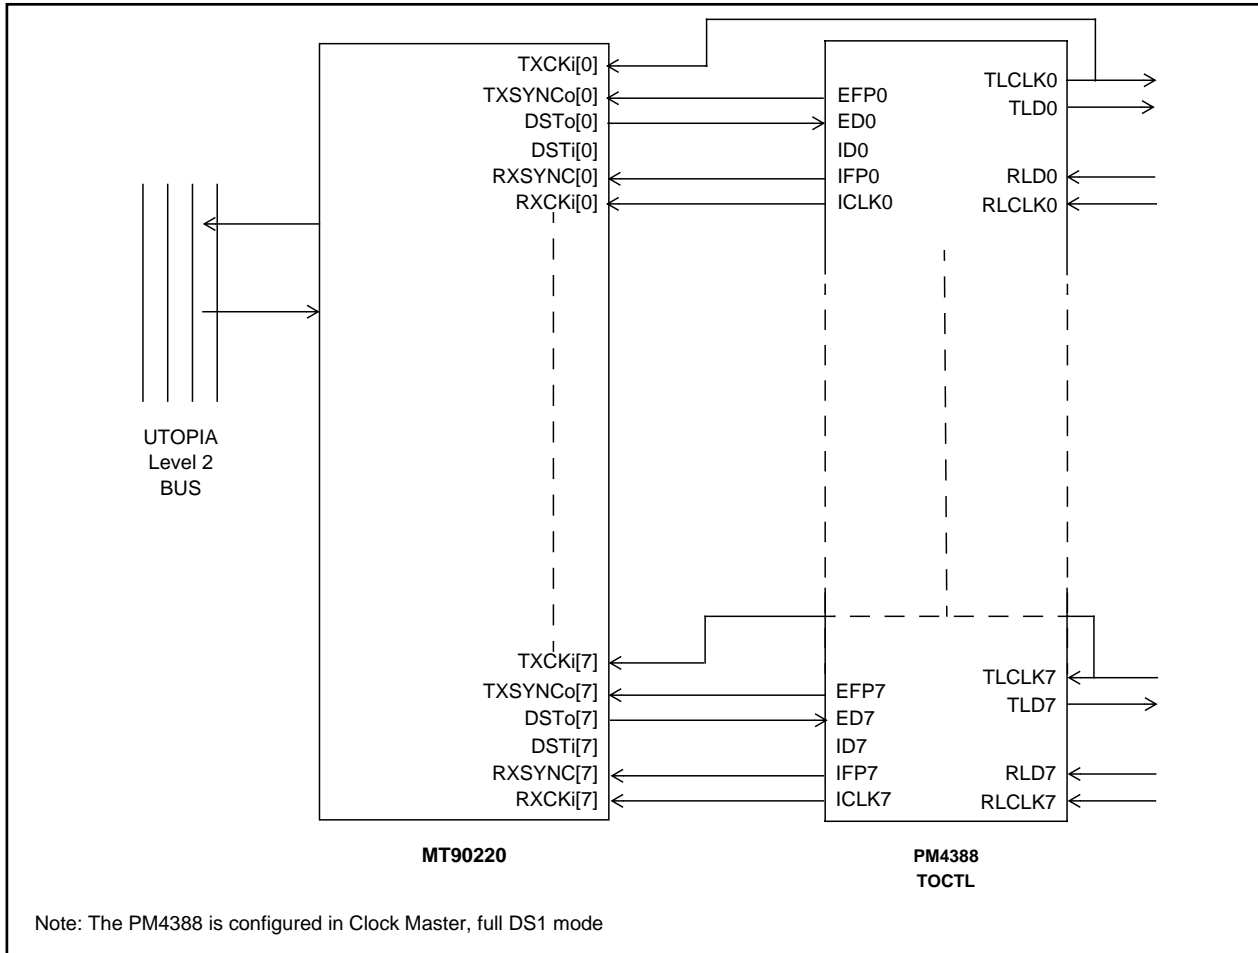 TXCKi[0]
TXSYNCo[0]
DSTo[0]
DSTi[0]
RXSYNC[0]
RXCKi[0]
EFP0
ED0
ID0
IFP0
ICLK0
TLCLK0
TLD0
RLD0
RLCLK0
UTOPIA
Level 2
BUS
TXCKi[7]
TXSYNCo[7]
DSTo[7]
DSTi[7]
RXSYNC[7]
RXCKi[7]
EFP7
ED7
ID7
IFP7
ICLK7
TLCLK7
TLD7
RLD7
RLCLK7
MT90220
PM4388
TOCTL
Note: The PM4388 is configured in Clock Master, full DS1 mode